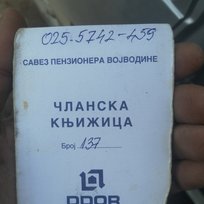 025-5742-459
САВЕЗ ПЕНЗИОНЕРА ВОЈВОДИНЕ
ЧЛАНСКА
КЊИЖИЦА
Број 137